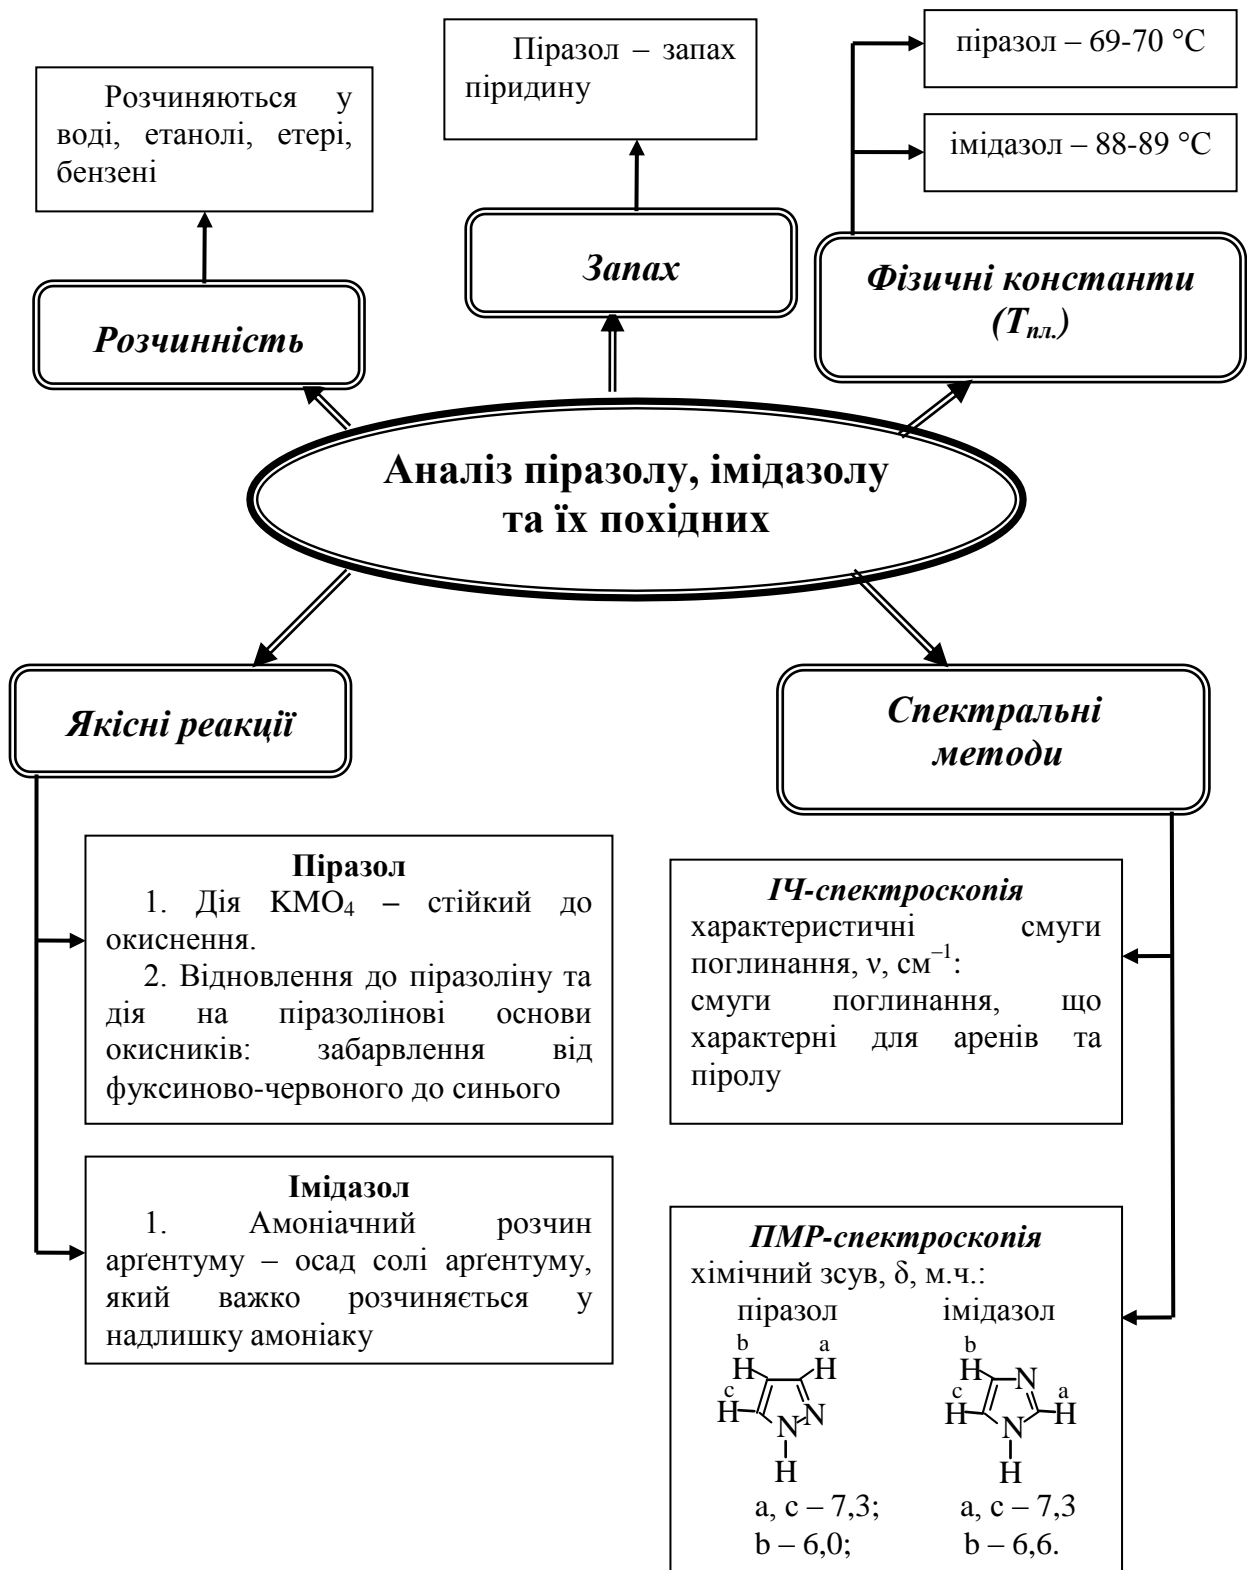 Розчиняються у
воді, етанолі, етері,
бензені
Піразол – запах
піридину
піразол – 69-70 °С
імідазол – 88-89 °С
Розчинність
Запах
Фізичні константи
(Тпл.)
Аналіз піразолу, імідазолу
та їх похідних
Якісні реакції
Спектральні
методи
Піразол
1. Дія КМО₄ – стійкий до
окиснення.
2. Відновлення до піразоліну та
дія на піразолінові основи
окисників: забарвлення від
фуксиново-червоного до синього
Імідазол
1. Амоніачний розчин
арґентуму – осад солі арґентуму,
який важко розчиняється у
надлишку амоніаку
ІЧ-спектроскопія
характеристичні смуги
поглинання, ν, см⁻¹:
смуги поглинання, що
характерні для аренів та
піролу
ПМР-спектроскопія
хімічний зсув, δ, м.ч.:
піразол імідазол
b a b
H H H N
c c a
H N N H N H
H H
a, c – 7,3; a, c – 7,3
b – 6,0; b – 6,6.